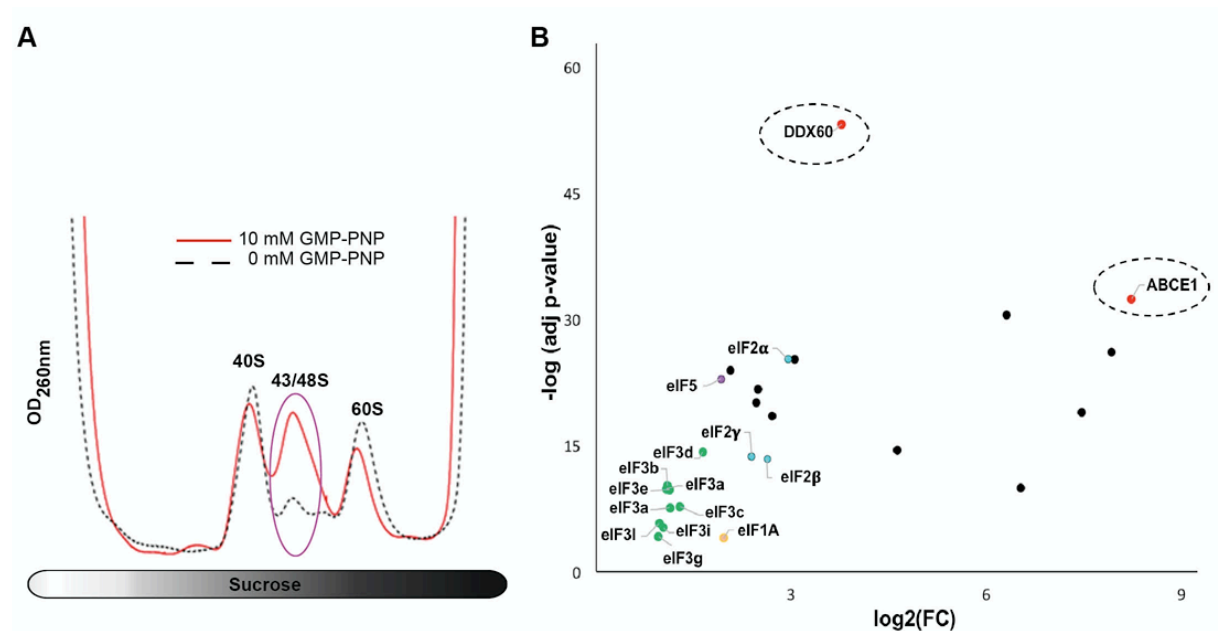 A
10 mM GMP-PNP
0 mM GMP-PNP
40S
43/48S
60S
OD260nm
Sucrose
B
60
45
30
15
0
-log (adj p-value)
DDX60
ABCE1
eIF2α
eIF5
eIF2γ
eIF3d
eIF2β
eIF3b
eIF3a
eIF3e
eIF3a
eIF3c
eIF3l
eIF3i
eIF1A
eIF3g
3
6
9
log2(FC)